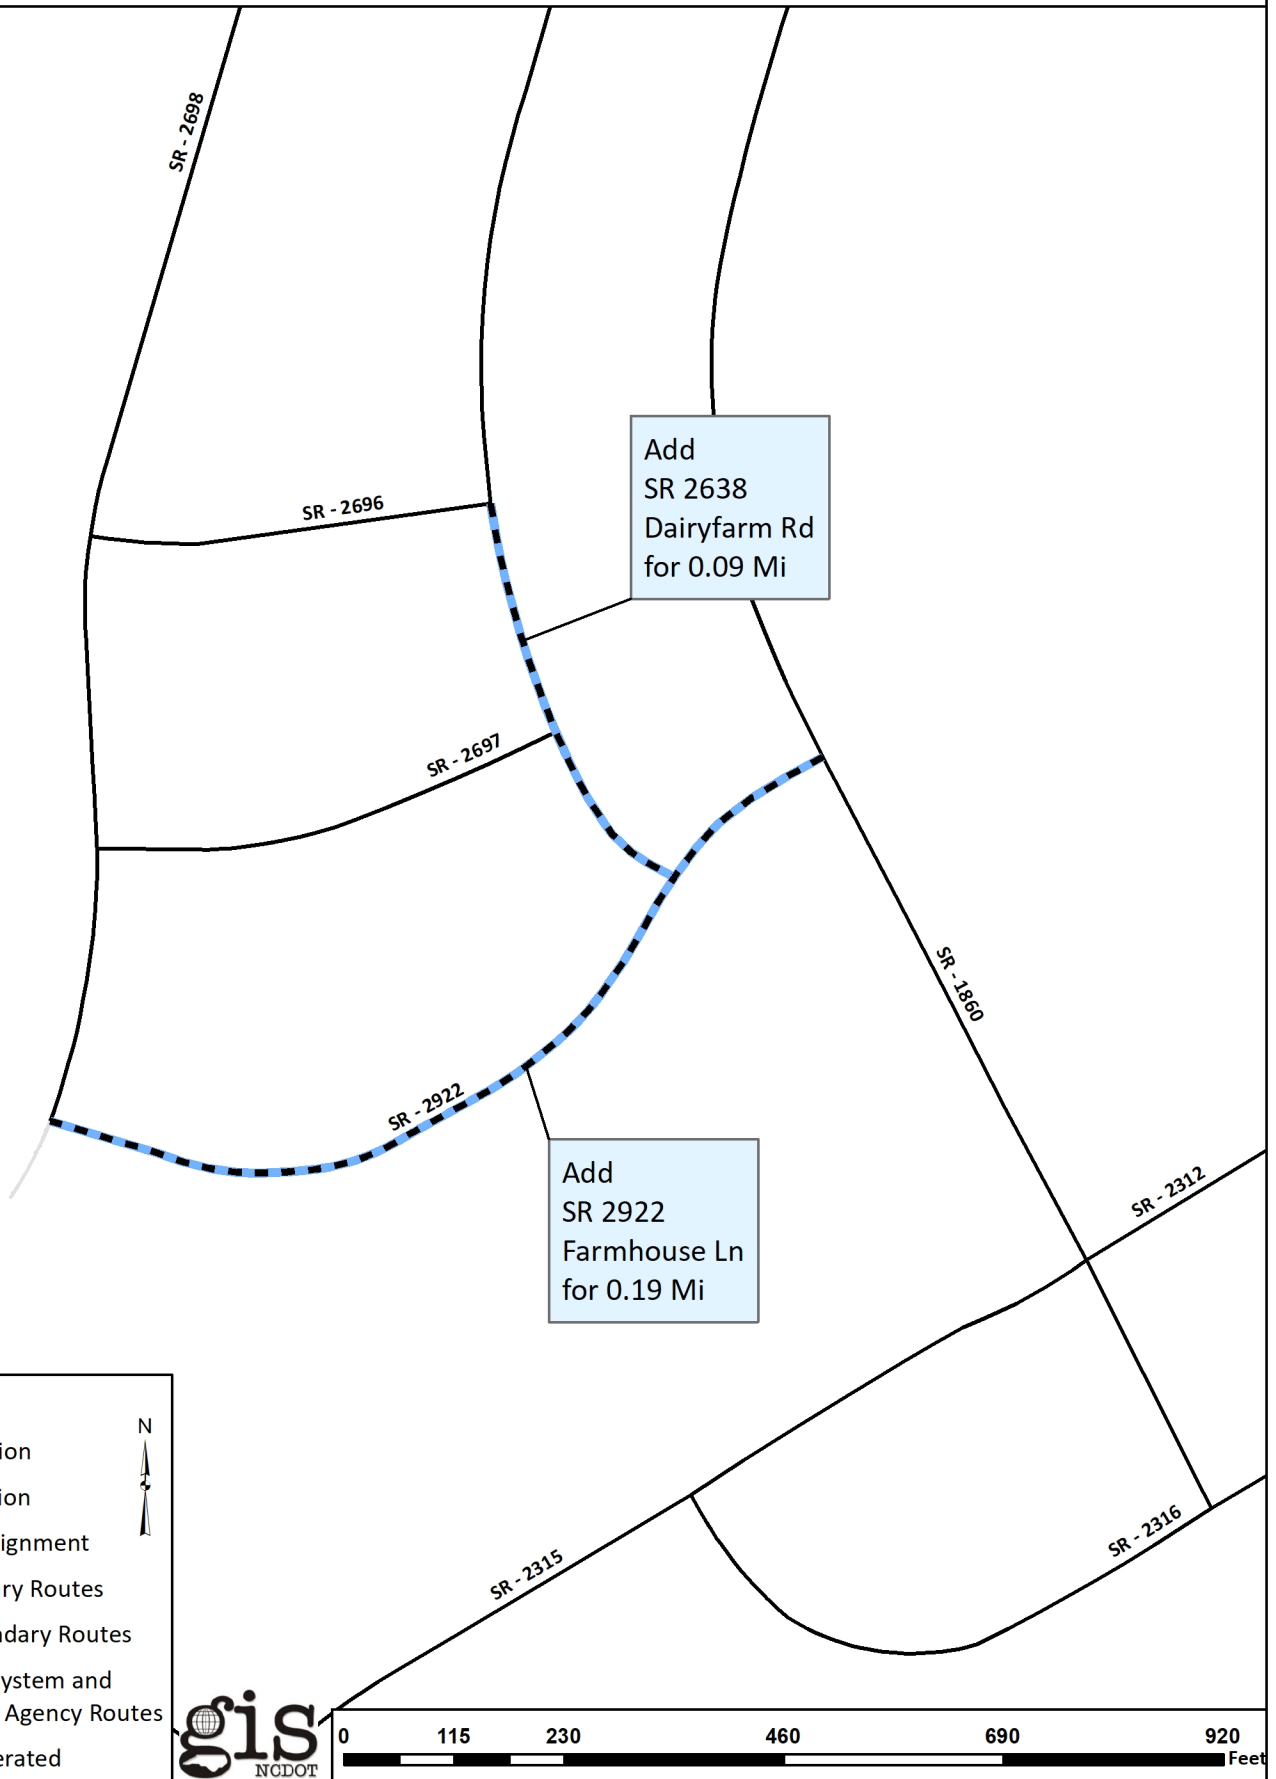 SR - 2698
Add
SR 2638
Dairyfarm Rd
for 0.09 Mi
SR - 2696
SR - 2697
SR - 1860
SR - 2922
Add
SR 2922
Farmhouse Ln
for 0.19 Mi
SR - 2312
SR - 2316
SR - 2315
N
ion
ion
ignment
ry Routes
dary Routes
ystem and
Agency Routes
erated
gis
NCDOT
0 115 230 460 690 920
Feet